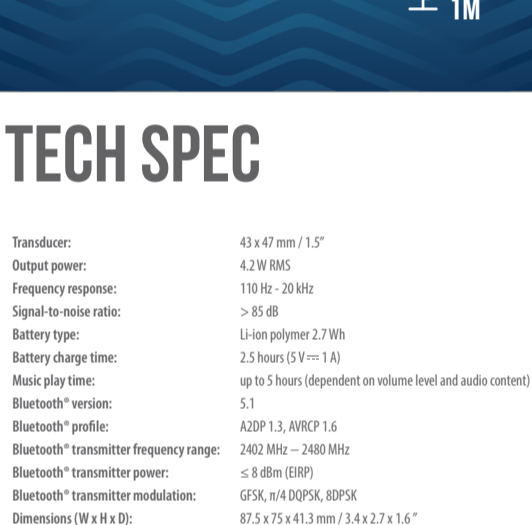 1M
TECH SPEC
Transducer: 43 x 47 mm / 1.5"
Output power: 4.2 W RMS
Frequency response: 110 Hz - 20 kHz
Signal-to-noise ratio: > 85 dB
Battery type: Li-ion polymer 2.7 Wh
Battery charge time: 2.5 hours (5 V ⎓ 1 A)
Music play time: up to 5 hours (dependent on volume level and audio content)
Bluetooth® version: 5.1
Bluetooth® profile: A2DP 1.3, AVRCP 1.6
Bluetooth® transmitter frequency range: 2402 MHz – 2480 MHz
Bluetooth® transmitter power: ≤ 8 dBm (EIRP)
Bluetooth® transmitter modulation: GFSK, π/4 DQPSK, 8DPSK
Dimensions (W x H x D): 87.5 x 75 x 41.3 mm / 3.4 x 2.7 x 1.6 "